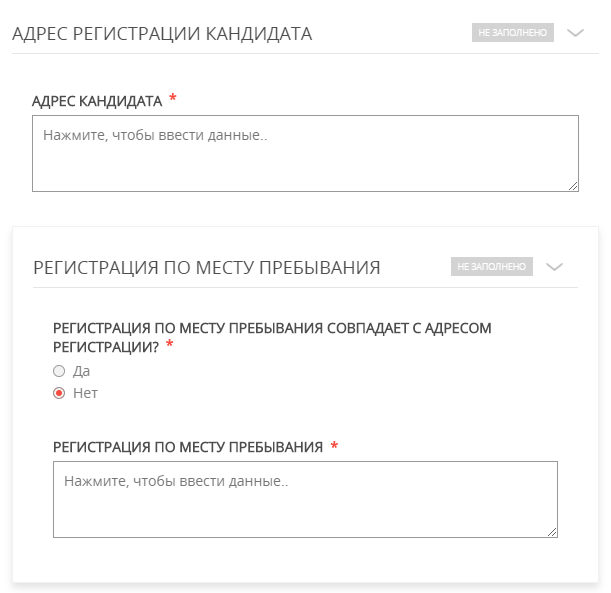 АДРЕС РЕГИСТРАЦИИ КАНДИДАТА НЕ ЗАПОЛНЕНО
АДРЕС КАНДИДАТА *
Нажмите, чтобы ввести данные..
РЕГИСТРАЦИЯ ПО МЕСТУ ПРЕБЫВАНИЯ НЕ ЗАПОЛНЕНО
РЕГИСТРАЦИЯ ПО МЕСТУ ПРЕБЫВАНИЯ СОВПАДАЕТ С АДРЕСОМ
РЕГИСТРАЦИИ? *
Да
Нет
РЕГИСТРАЦИЯ ПО МЕСТУ ПРЕБЫВАНИЯ *
Нажмите, чтобы ввести данные..